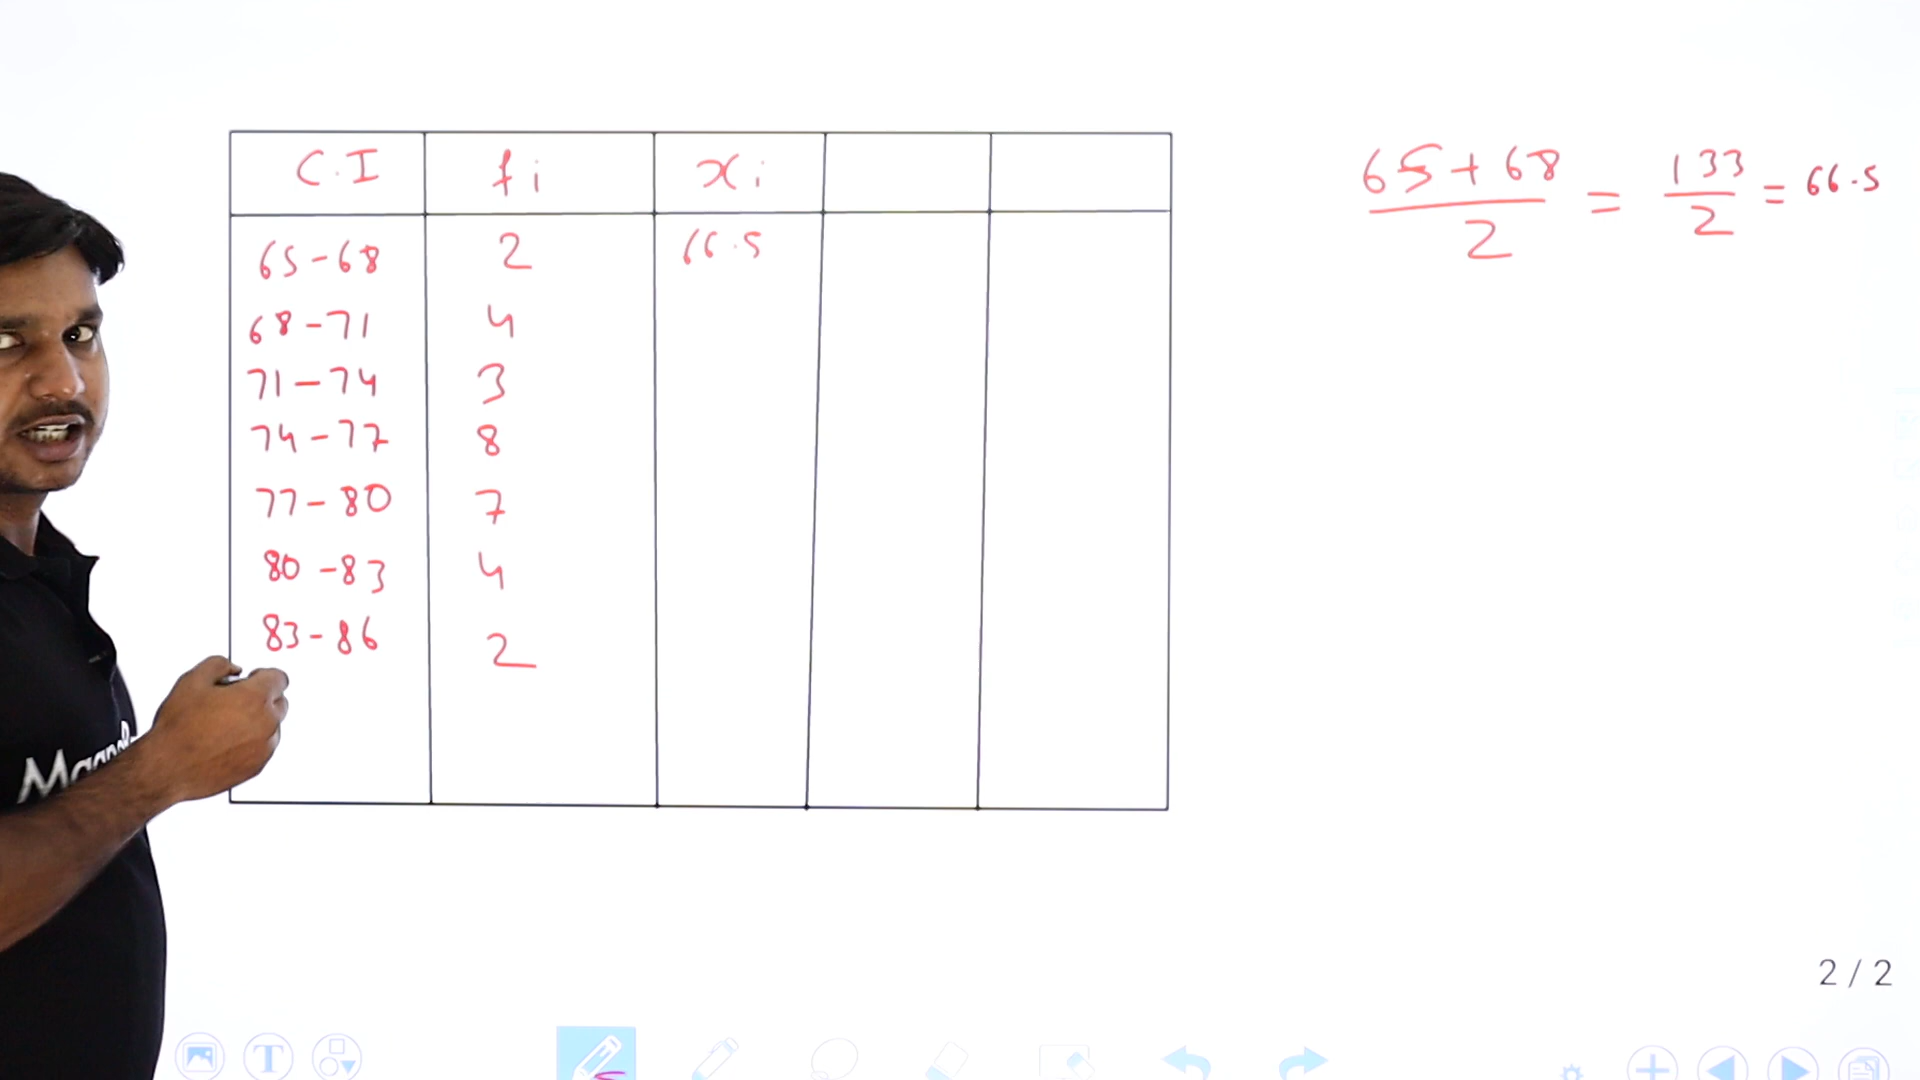 C.I fi xi
65-68 2 66.5
68-71 4
71-74 3
74-77 8
77-80 7
80-83 4
83-86 2
65+68/2 = 133/2 = 66.5
2 / 2
T